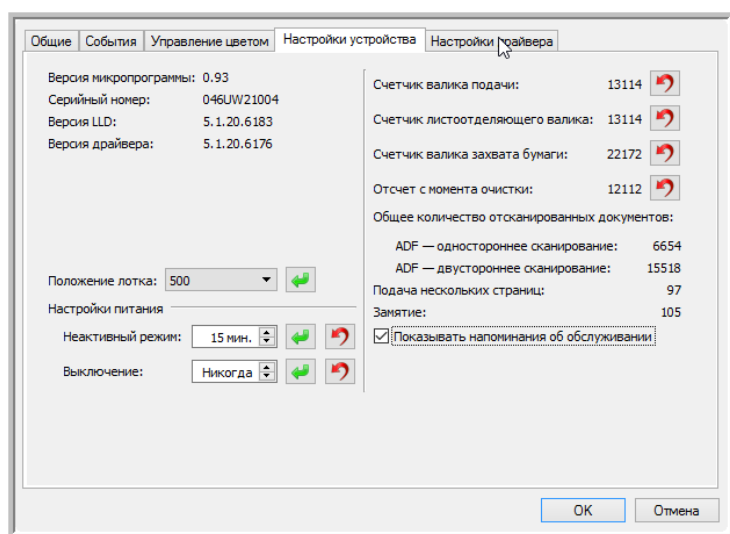 Общие События Управление цветом Настройки устройства Настройки драйвера
Версия микропрограммы: 0.93
Серийный номер: 046UW21004
Версия LLD: 5.1.20.6183
Версия драйвера: 5.1.20.6176
Положение лотка: 500
Настройки питания
Неактивный режим: 15 мин.
Выключение: Никогда
Счетчик валика подачи: 13114
Счетчик листоотделяющего валика: 13114
Счетчик валика захвата бумаги: 22172
Отсчет с момента очистки: 12112
Общее количество отсканированных документов:
ADF — одностороннее сканирование: 6654
ADF — двустороннее сканирование: 15518
Подача нескольких страниц: 97
Замятие: 105
Показывать напоминания об обслуживании
OK Отмена